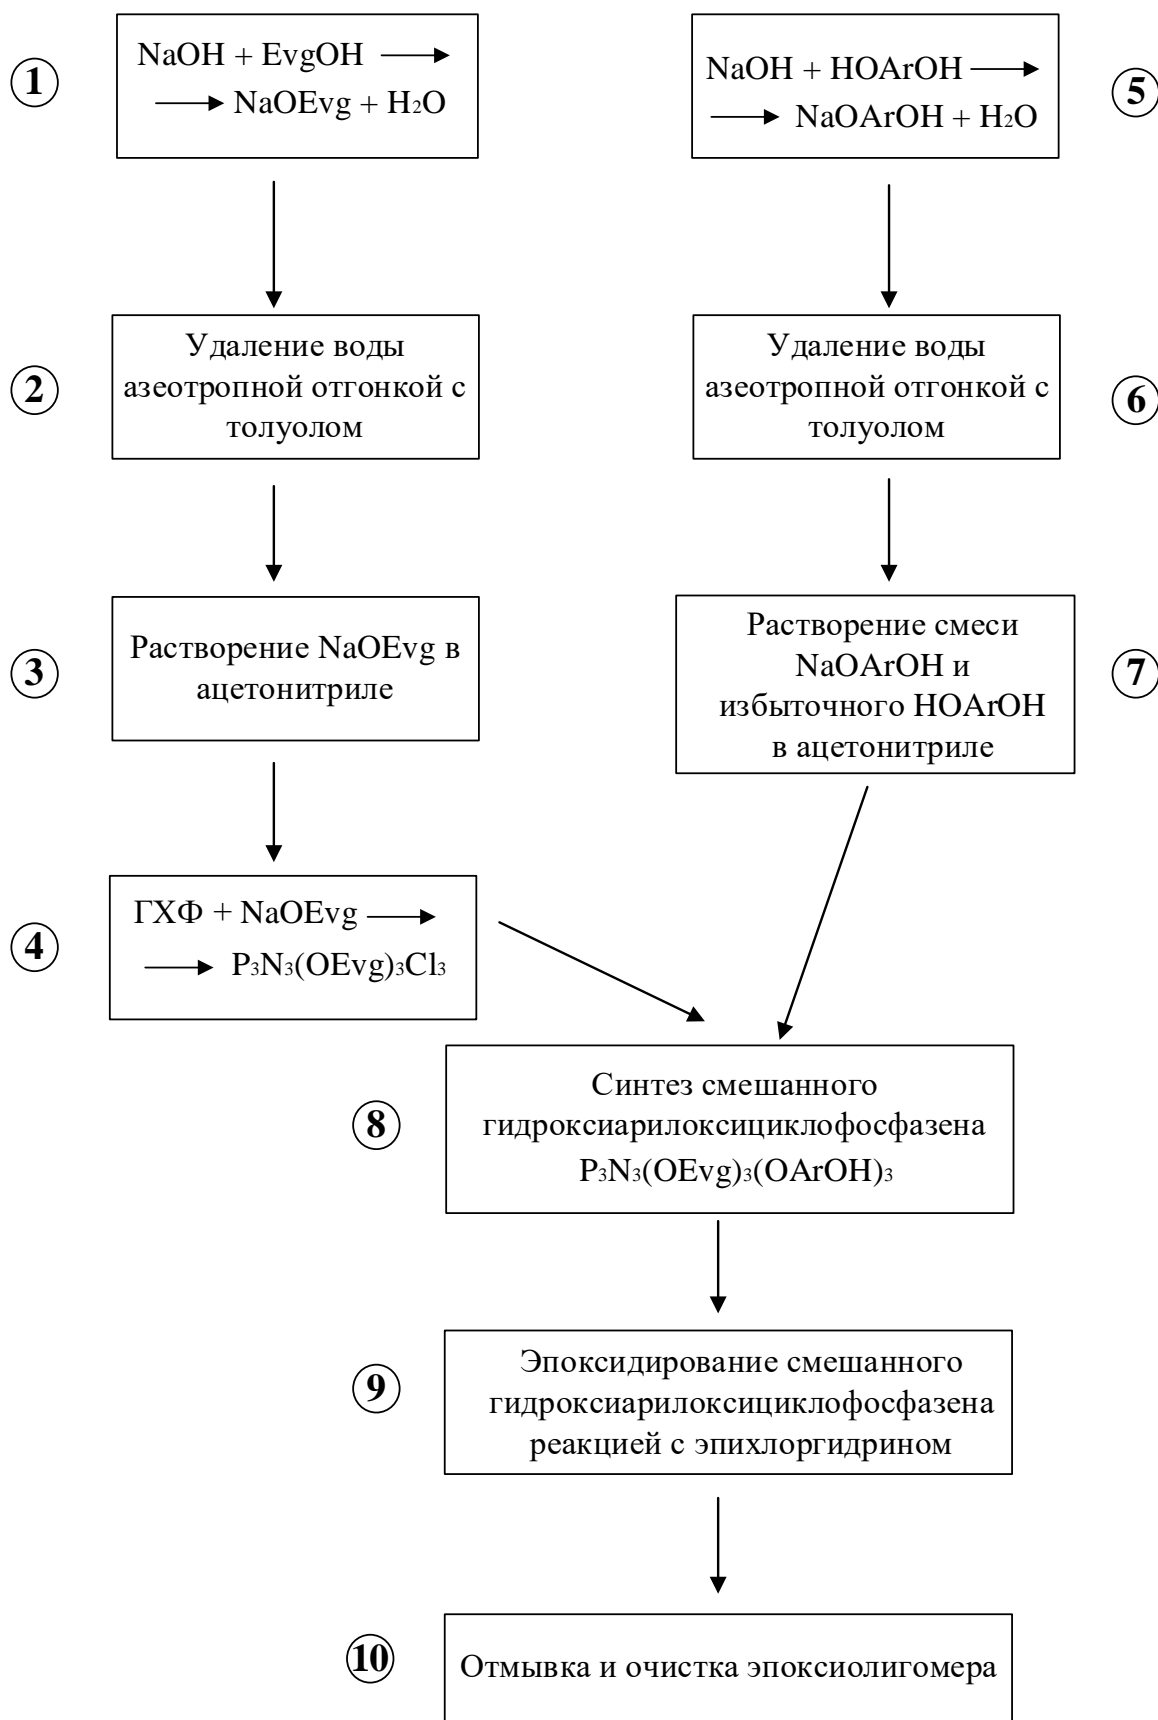 1
NaOH + EvgOH ⟶
⟶ NaOEvg + H₂O
2
Удаление воды
азеотропной отгонкой с
толуолом
3
Растворение NaOEvg в
ацетонитриле
4
ГХФ + NaOEvg ⟶
⟶ P₃N₃(OEvg)₃Cl₃
5
NaOH + HOArOH ⟶
⟶ NaOArOH + H₂O
6
Удаление воды
азеотропной отгонкой с
толуолом
7
Растворение смеси
NaOArOH и
избыточного HOArOH
в ацетонитриле
8
Синтез смешанного
гидроксиарилоксициклофосфазена
P₃N₃(OEvg)₃(OArOH)₃
9
Эпоксидирование смешанного
гидроксиарилоксициклофосфазена
реакцией с эпихлоргидрином
10
Отмывка и очистка эпоксиолигомера